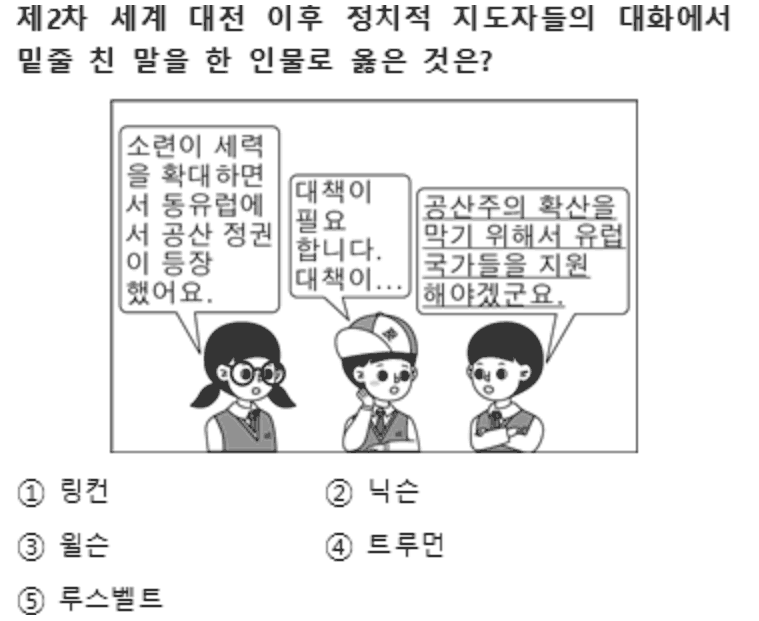 제2차 세계 대전 이후 정치적 지도자들의 대화에서
밑줄 친 말을 한 인물로 옳은 것은?
소련이 세력
을 확대하면
서 동유럽에
서 공산 정권
이 등장
했어요.
대책이
필요
합니다.
대책이...
공산주의 확산을
막기 위해서 유럽
국가들을 지원
해야겠군요.
① 링컨
② 닉슨
③ 윌슨
④ 트루먼
⑤ 루스벨트